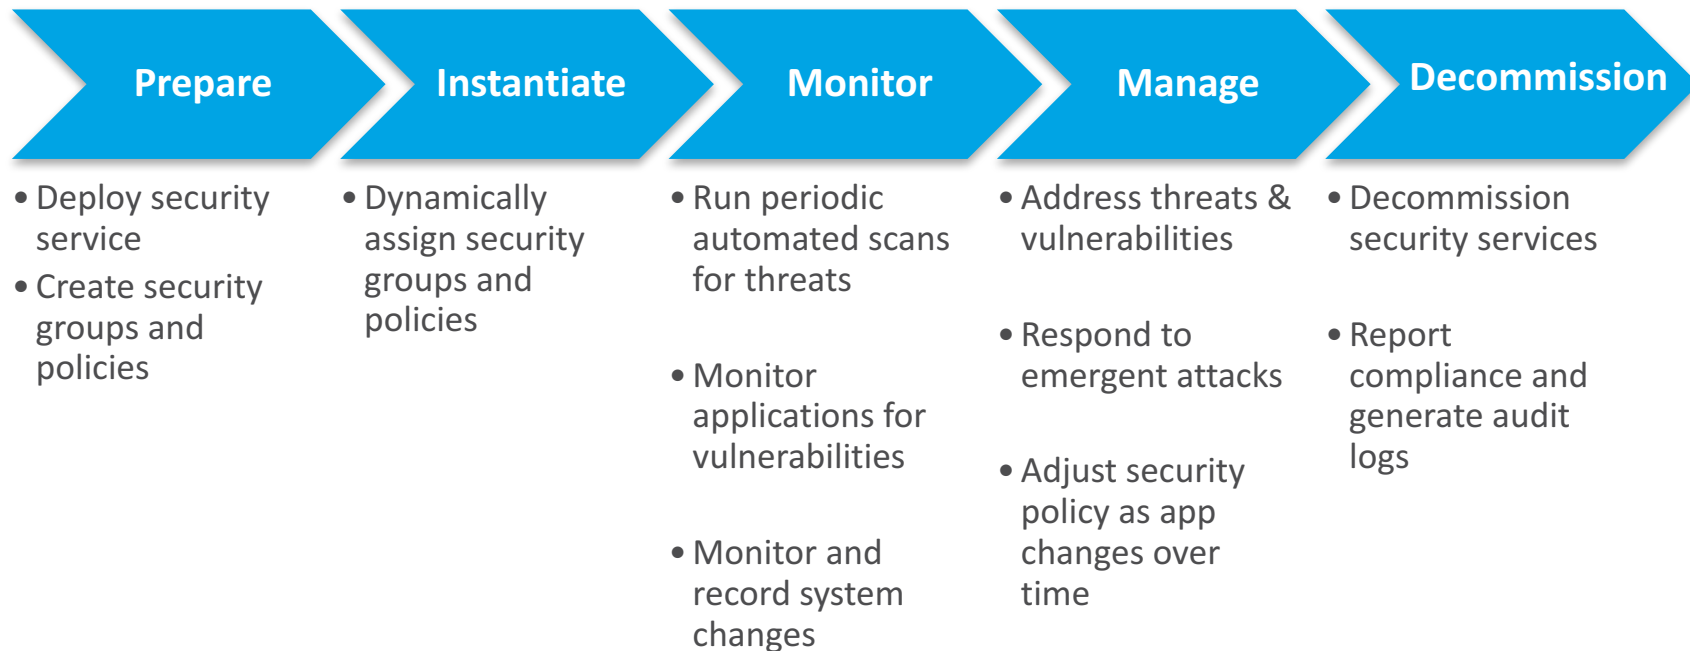 Prepare
• Deploy security
service
• Create security
groups and
policies
Instantiate
• Dynamically
assign security
groups and
policies
Monitor
• Run periodic
automated scans
for threats
• Monitor
applications for
vulnerabilities
• Monitor and
record system
changes
Manage
• Address threats &
vulnerabilities
• Respond to
emergent attacks
• Adjust security
policy as app
changes over
time
Decommission
• Decommission
security services
• Report
compliance and
generate audit
logs